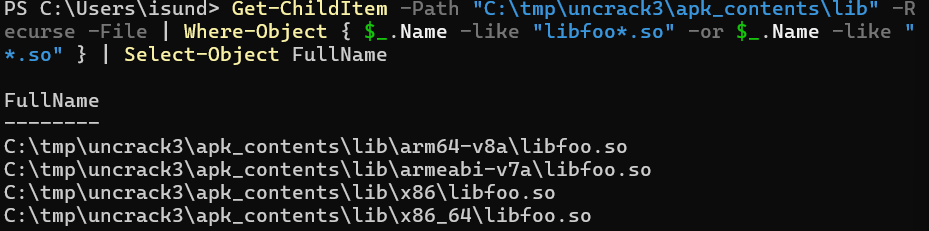 PS C:\Users\isund> Get-ChildItem -Path "C:\tmp\uncrack3\apk_contents\lib" -R
ecurse -File | Where-Object { $_.Name -like "libfoo*.so" -or $_.Name -like "
*.so" } | Select-Object FullName

FullName
--------
C:\tmp\uncrack3\apk_contents\lib\arm64-v8a\libfoo.so
C:\tmp\uncrack3\apk_contents\lib\armeabi-v7a\libfoo.so
C:\tmp\uncrack3\apk_contents\lib\x86\libfoo.so
C:\tmp\uncrack3\apk_contents\lib\x86_64\libfoo.so